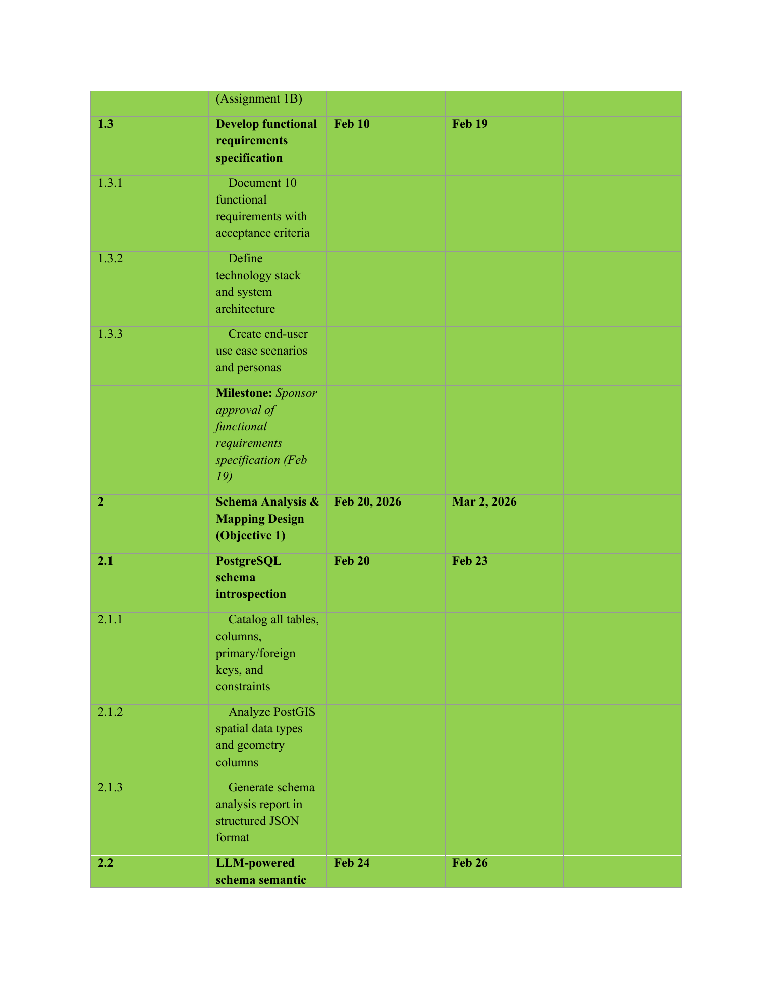 (Assignment 1B)
1.3 Develop functional Feb 10 Feb 19
requirements
specification
1.3.1 Document 10
functional
requirements with
acceptance criteria
1.3.2 Define
technology stack
and system
architecture
1.3.3 Create end-user
use case scenarios
and personas
Milestone: Sponsor
approval of
functional
requirements
specification (Feb
19)
2 Schema Analysis & Feb 20, 2026 Mar 2, 2026
Mapping Design
(Objective 1)
2.1 PostgreSQL Feb 20 Feb 23
schema
introspection
2.1.1 Catalog all tables,
columns,
primary/foreign
keys, and
constraints
2.1.2 Analyze PostGIS
spatial data types
and geometry
columns
2.1.3 Generate schema
analysis report in
structured JSON
format
2.2 LLM-powered Feb 24 Feb 26
schema semantic